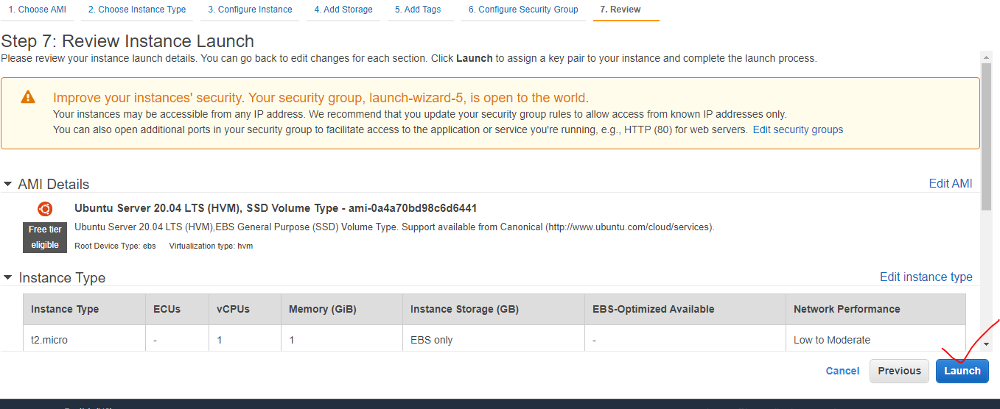 1. Choose AMI 2. Choose Instance Type 3. Configure Instance 4. Add Storage 5. Add Tags 6. Configure Security Group 7. Review
Step 7: Review Instance Launch
Please review your instance launch details. You can go back to edit changes for each section. Click Launch to assign a key pair to your instance and complete the launch process.
Improve your instances' security. Your security group, launch-wizard-5, is open to the world.
Your instances may be accessible from any IP address. We recommend that you update your security group rules to allow access from known IP addresses only.
You can also open additional ports in your security group to facilitate access to the application or service you're running, e.g., HTTP (80) for web servers. Edit security groups
AMI Details Edit AMI
Ubuntu Server 20.04 LTS (HVM), SSD Volume Type - ami-0a4a70bd98c6d6441
Free tier eligible
Ubuntu Server 20.04 LTS (HVM),EBS General Purpose (SSD) Volume Type. Support available from Canonical (http://www.ubuntu.com/cloud/services).
Root Device Type: ebs Virtualization type: hvm
Instance Type Edit instance type
Instance Type ECUs vCPUs Memory (GiB) Instance Storage (GB) EBS-Optimized Available Network Performance
t2.micro - 1 1 EBS only - Low to Moderate
Cancel Previous Launch